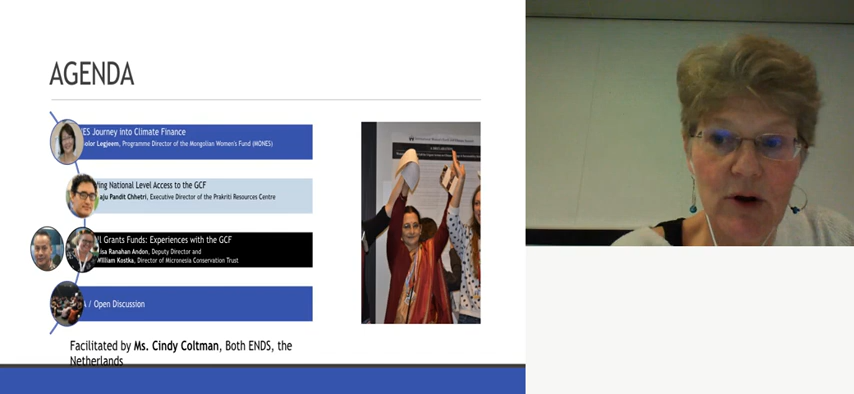 AGENDA
ES Journey into Climate Finance
olor Legjeem, Programme Director of the Mongolian Women's Fund (MONES)
ing National Level Access to the GCF
aju Pandit Chhetri, Executive Director of the Prakriti Resources Centre
ll Grants Funds: Experiences with the GCF
isa Ranahan Andon, Deputy Director and
William Kostka, Director of Micronesia Conservation Trust
/ Open Discussion
Facilitated by Ms. Cindy Coltman, Both ENDS, the
Netherlands